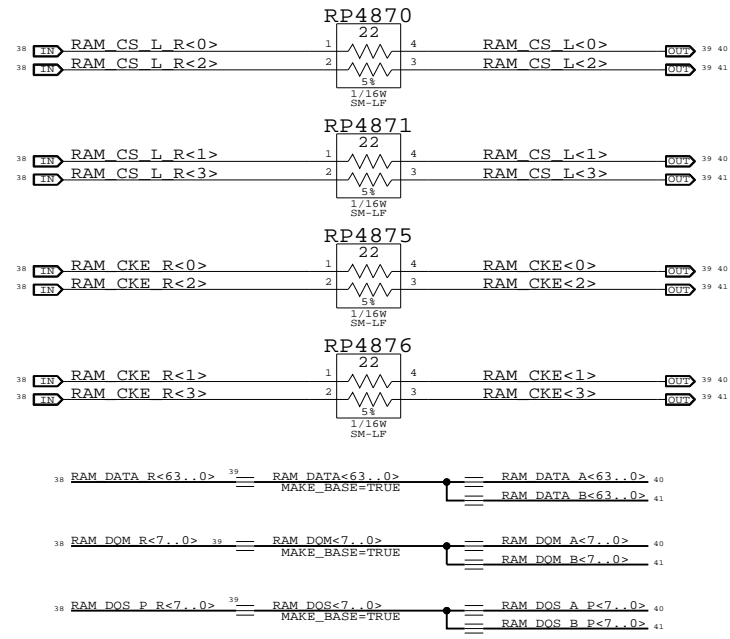 RP4870
22
38 IN RAM_CS_L_R<0> 1 4 RAM_CS_L<0> OUT 39 40
38 IN RAM_CS_L_R<2> 2 3 RAM_CS_L<2> OUT 39 41
5%
1/16W
SM-LF
RP4871
22
38 IN RAM_CS_L_R<1> 1 4 RAM_CS_L<1> OUT 39 40
38 IN RAM_CS_L_R<3> 2 3 RAM_CS_L<3> OUT 39 41
5%
1/16W
SM-LF
RP4875
22
38 IN RAM_CKE_R<0> 1 4 RAM_CKE<0> OUT 39 40
38 IN RAM_CKE_R<2> 2 3 RAM_CKE<2> OUT 39 41
5%
1/16W
SM-LF
RP4876
22
38 IN RAM_CKE_R<1> 1 4 RAM_CKE<1> OUT 39 40
38 IN RAM_CKE_R<3> 2 3 RAM_CKE<3> OUT 39 41
5%
1/16W
SM-LF
38 RAM_DATA_R<63..0> 39 RAM_DATA<63..0> RAM_DATA_A<63..0> 40
MAKE_BASE=TRUE
RAM_DATA_B<63..0> 41
38 RAM_DQM_R<7..0> 39 RAM_DQM<7..0> RAM_DQM_A<7..0> 40
MAKE_BASE=TRUE
RAM_DQM_B<7..0> 41
38 RAM_DQS_P_R<7..0> 39 RAM_DQS<7..0> RAM_DQS_A_P<7..0> 40
MAKE_BASE=TRUE
RAM_DQS_B_P<7..0> 41